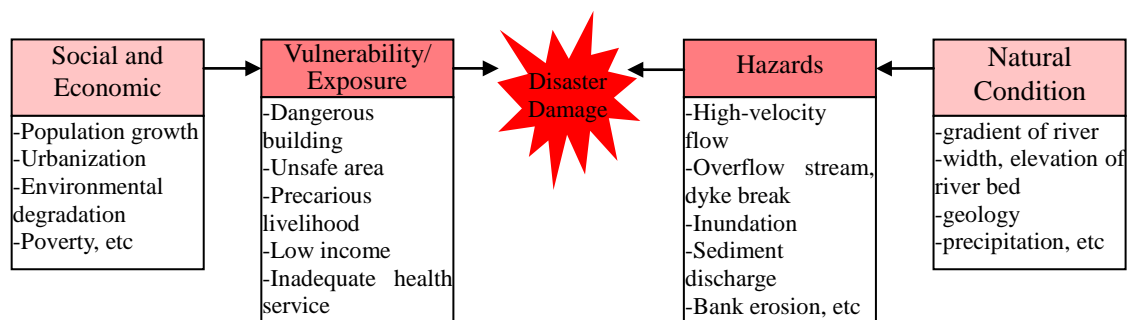 Social and
Economic
-Population growth
-Urbanization
-Environmental
degradation
-Poverty, etc
Vulnerability/
Exposure
-Dangerous
building
-Unsafe area
-Precarious
livelihood
-Low income
-Inadequate health
service
Disaster
Damage
Hazards
-High-velocity
flow
-Overflow stream,
dyke break
-Inundation
-Sediment
discharge
-Bank erosion, etc
Natural
Condition
-gradient of river
-width, elevation of
river bed
-geology
-precipitation, etc